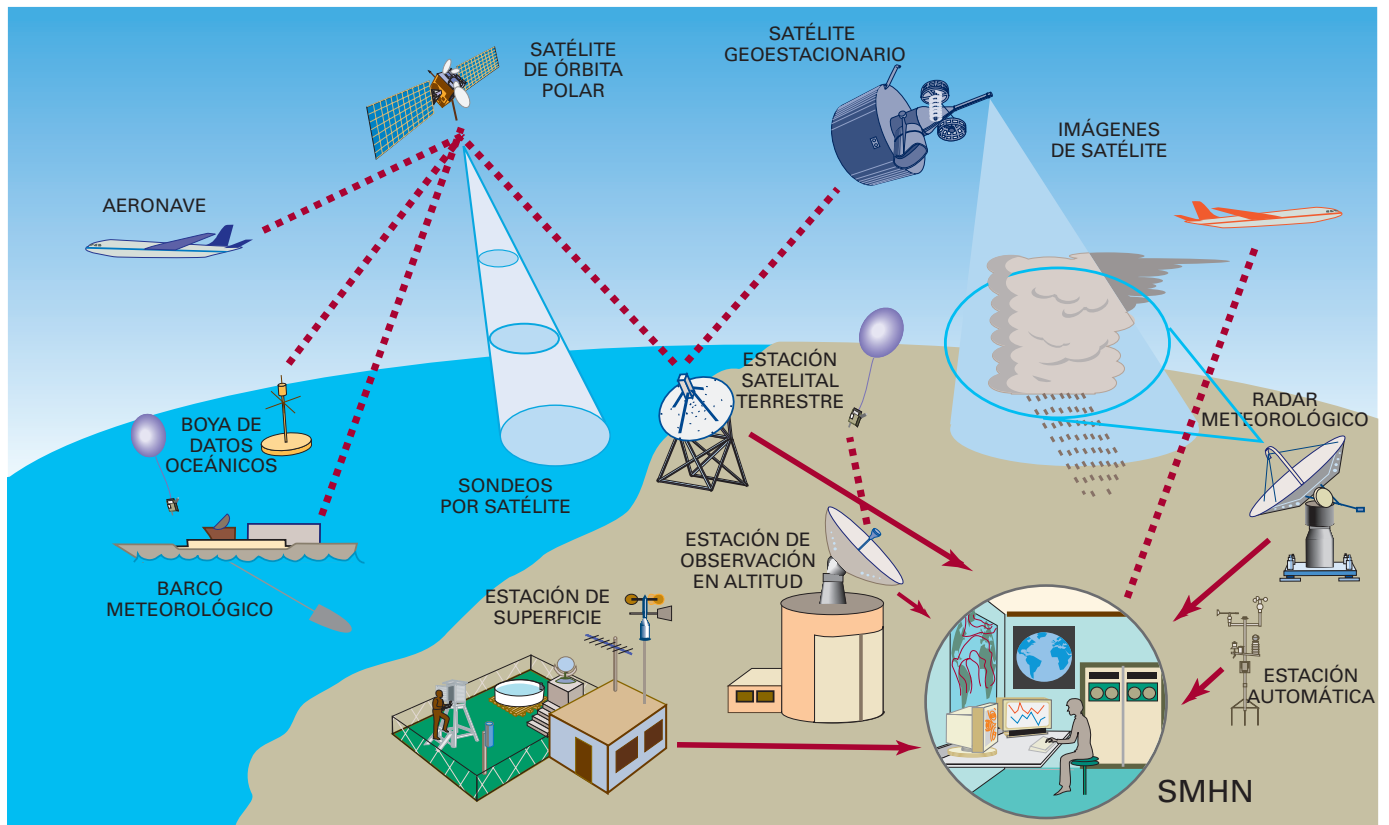 SATÉLITE
DE ÓRBITA
POLAR
SATÉLITE
GEOESTACIONARIO
IMÁGENES
DE SATÉLITE
AERONAVE
ESTACIÓN
SATELITAL
TERRESTRE
RADAR
METEOROLÓGICO
BOYA DE
DATOS
OCEÁNICOS
SONDEOS
POR SATÉLITE
ESTACIÓN DE
OBSERVACIÓN
EN ALTITUD
BARCO
METEOROLÓGICO
ESTACIÓN DE
SUPERFICIE
ESTACIÓN
AUTOMÁTICA
SMHN